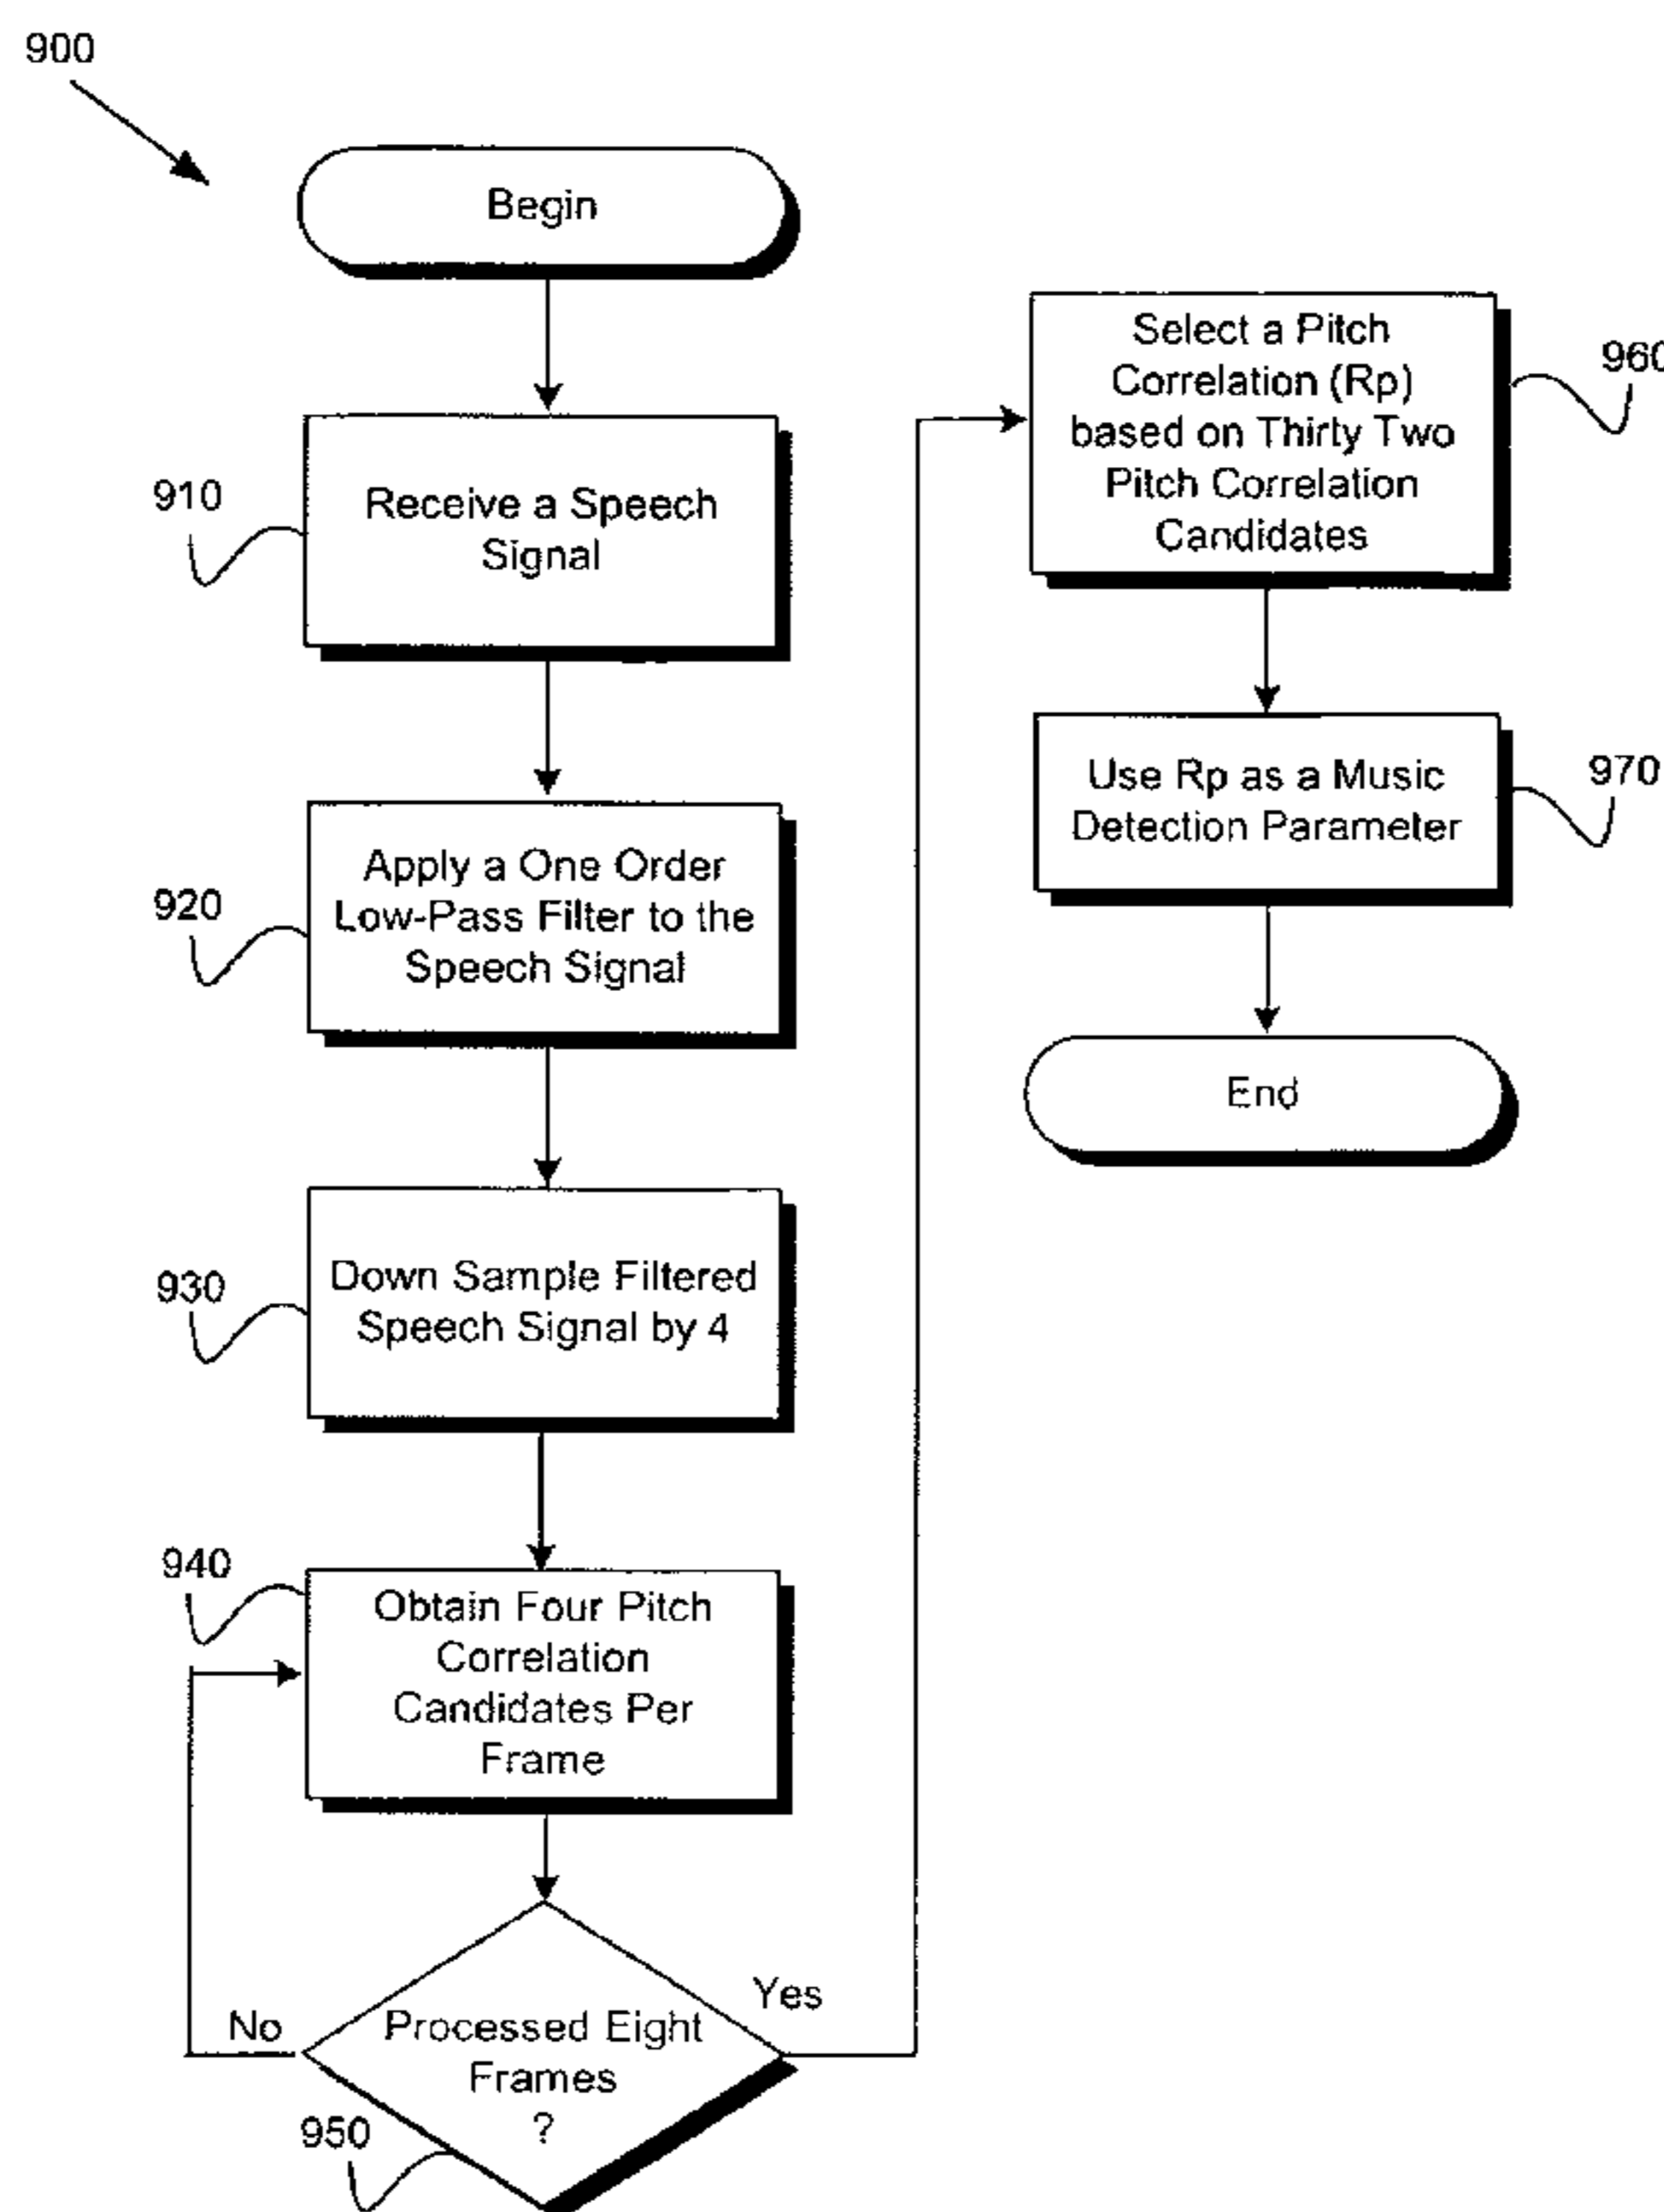 900
Begin
910
Receive a Speech
Signal
920
Apply a One Order
Low-Pass Filter to the
Speech Signal
930
Down Sample Filtered
Speech Signal by 4
940
Obtain Four Pitch
Correlation
Candidates Per
Frame
No
Yes
Processed Eight
Frames
?
950
Select a Pitch
Correlation (Rp)
based on Thirty Two
Pitch Correlation
Candidates
960
Use Rp as a Music
Detection Parameter
970
End